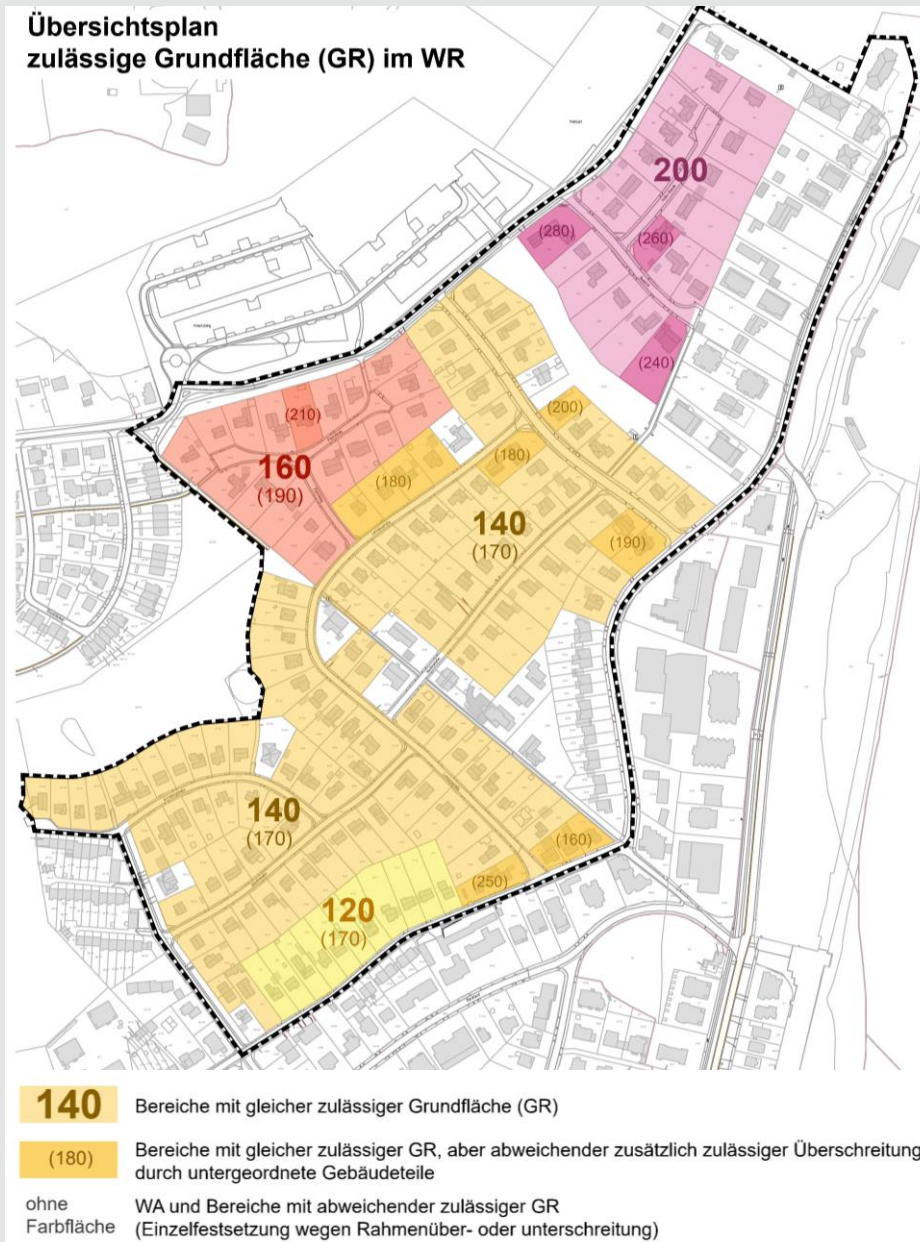 Übersichtsplan
zulässige Grundfläche (GR) im WR
200
(280)
(260)
(240)
(210)
(200)
160
(190)
(180)
(180)
140
(170)
(190)
140
(170)
(160)
(250)
120
(170)
140 Bereiche mit gleicher zulässiger Grundfläche (GR)
(180) Bereiche mit gleicher zulässiger GR, aber abweichender zusätzlich zulässiger Überschreitung
durch untergeordnete Gebäudeteile
ohne WA und Bereiche mit abweichender zulässiger GR
Farbfläche (Einzelfestsetzung wegen Rahmenüber- oder unterschreitung)